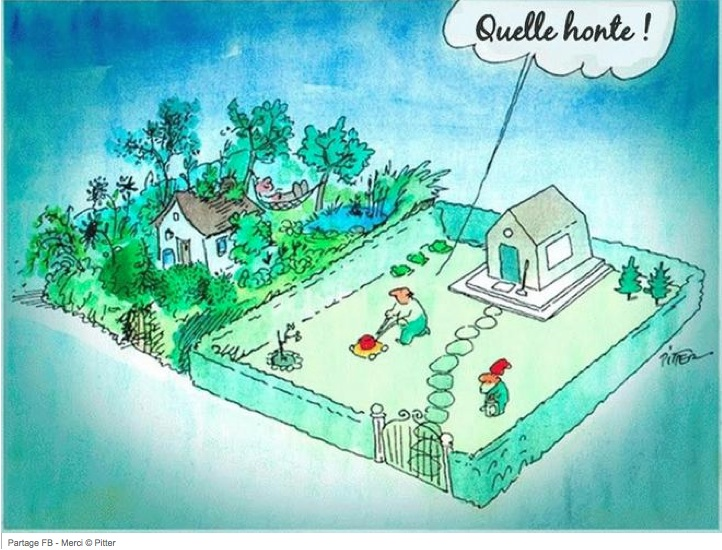 Quelle honte !
PITTER
Partage FB - Merci © Pitter